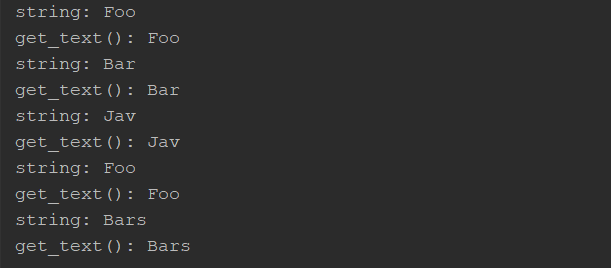 string: Foo
get_text(): Foo
string: Bar
get_text(): Bar
string: Jav
get_text(): Jav
string: Foo
get_text(): Foo
string: Bars
get_text(): Bars